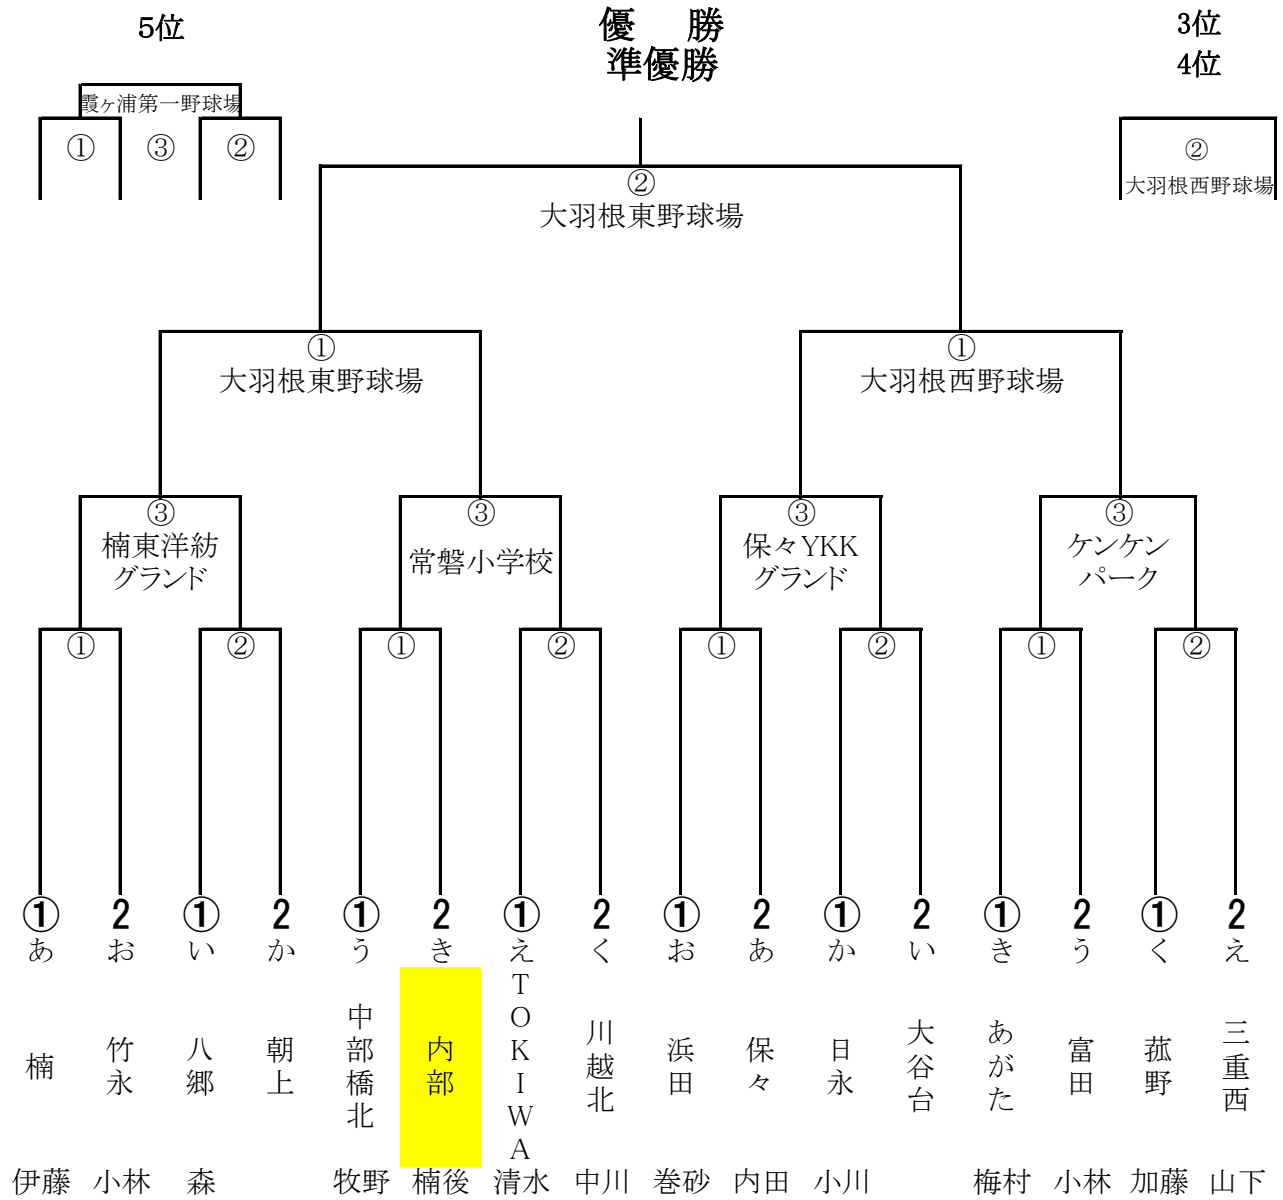 5位
優　勝
準優勝
3位
4位
霞ヶ浦第一野球場
① ③ ②
②
大羽根西野球場
②
大羽根東野球場
①
大羽根東野球場
①
大羽根西野球場
③
楠東洋紡
グランド
③
常磐小学校
③
保々YKK
グランド
③
ケンケン
パーク
① ② ① ② ① ② ① ②
① 2 ① 2 ① 2 ① 2 ① 2 ① 2 ① 2 ① 2
あ お い か う き え く お あ か い き う く え
楠
竹永
八郷
朝上
中部橋北
内部
TOKIWA
川越北
浜田
保々
日永
大谷台
あがた
富田
菰野
三重西
伊藤 小林 森 牧野 楠後 清水 中川 巻砂 内田 小川 梅村 小林 加藤 山下